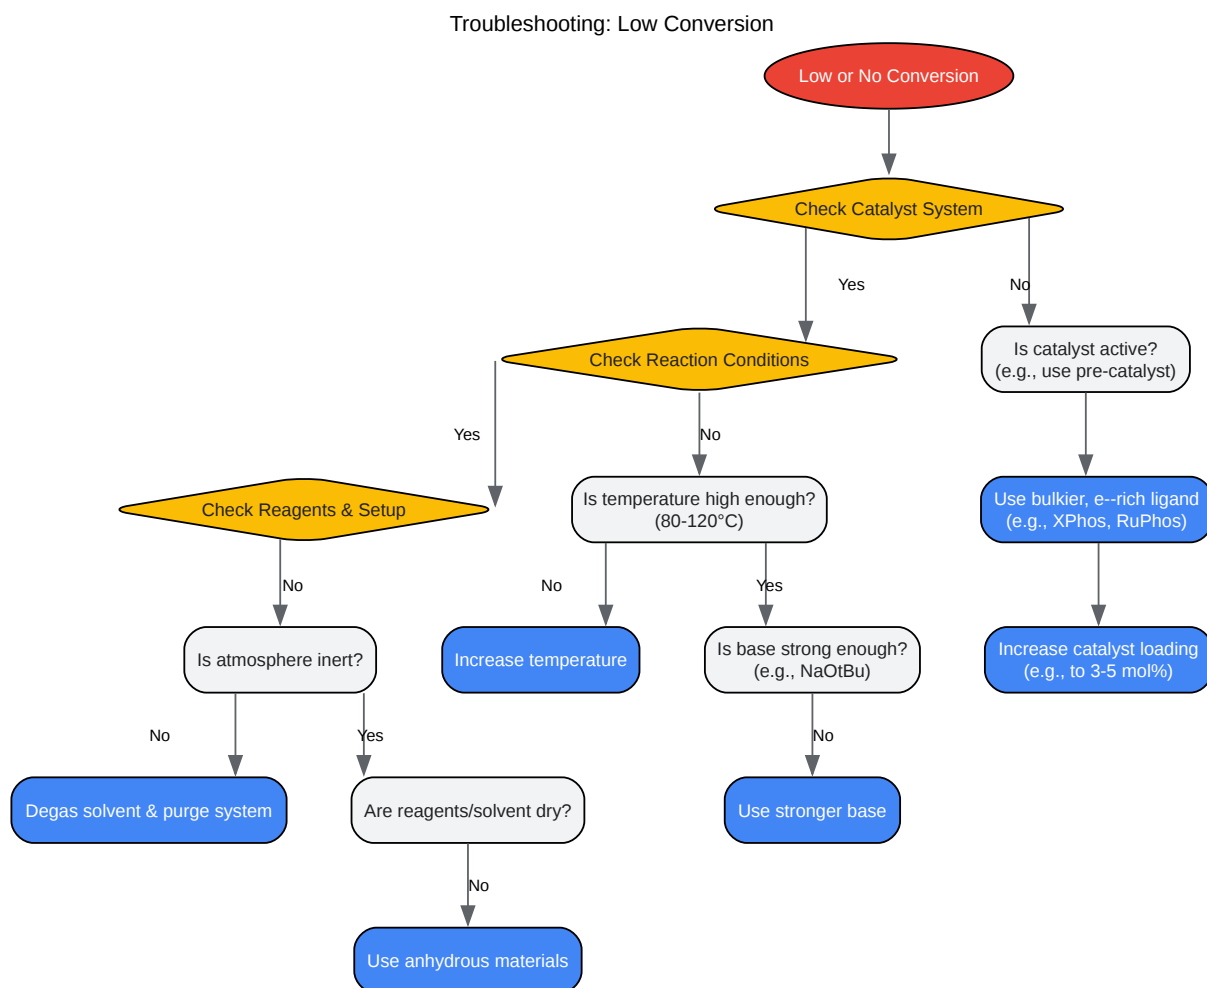 Troubleshooting: Low Conversion
Low or No Conversion
Check Catalyst System
Yes
No
Check Reaction Conditions
Is catalyst active?
(e.g., use pre-catalyst)
Yes
No
Check Reagents & Setup
Is temperature high enough?
(80-120°C)
Use bulkier, e--rich ligand
(e.g., XPhos, RuPhos)
No
No
Yes
Is atmosphere inert?
Increase temperature
Is base strong enough?
(e.g., NaOtBu)
Increase catalyst loading
(e.g., to 3-5 mol%)
No
Yes
No
Degas solvent & purge system
Are reagents/solvent dry?
Use stronger base
No
Use anhydrous materials